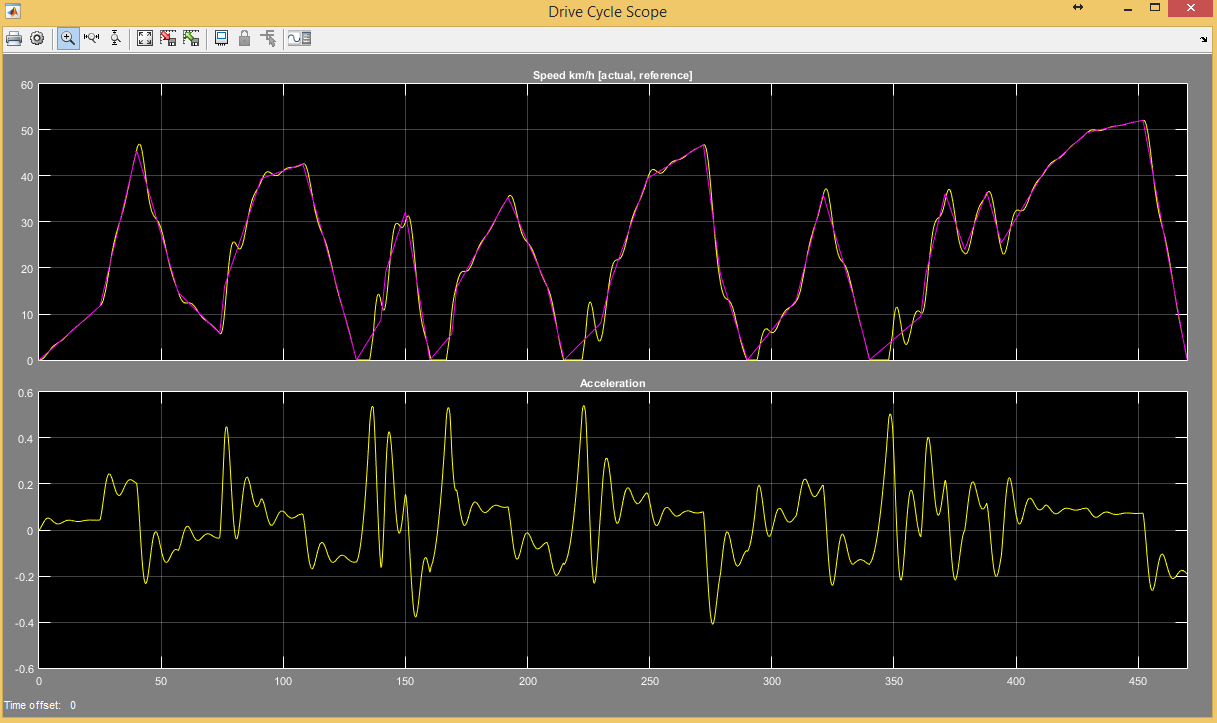 Drive Cycle Scope
Speed km/h [actual, reference]
60
50
40
30
20
10
0
Acceleration
0.6
0.4
0.2
0
-0.2
-0.4
-0.6
0 50 100 150 200 250 300 350 400 450
Time offset: 0